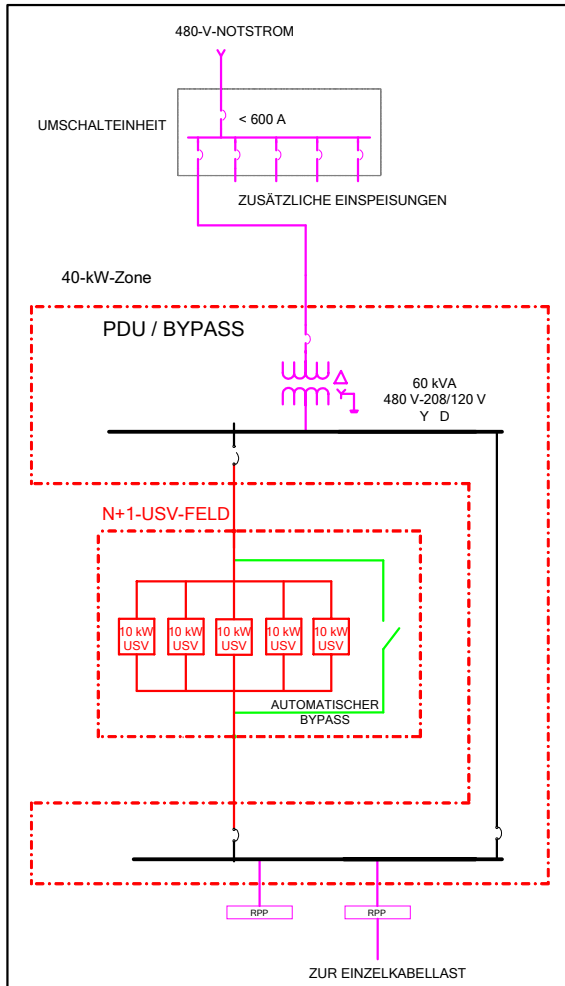 480-V-NOTSTROM
UMSCHALTEINHEIT
< 600 A
ZUSÄTZLICHE EINSPEISUNGEN
40-kW-Zone
PDU / BYPASS
60 kVA
480 V-208/120 V
Y D
N+1-USV-FELD
10 kW
USV
10 kW
USV
10 kW
USV
10 kW
USV
10 kW
USV
AUTOMATISCHER
BYPASS
RPP
RPP
ZUR EINZELKABELLAST